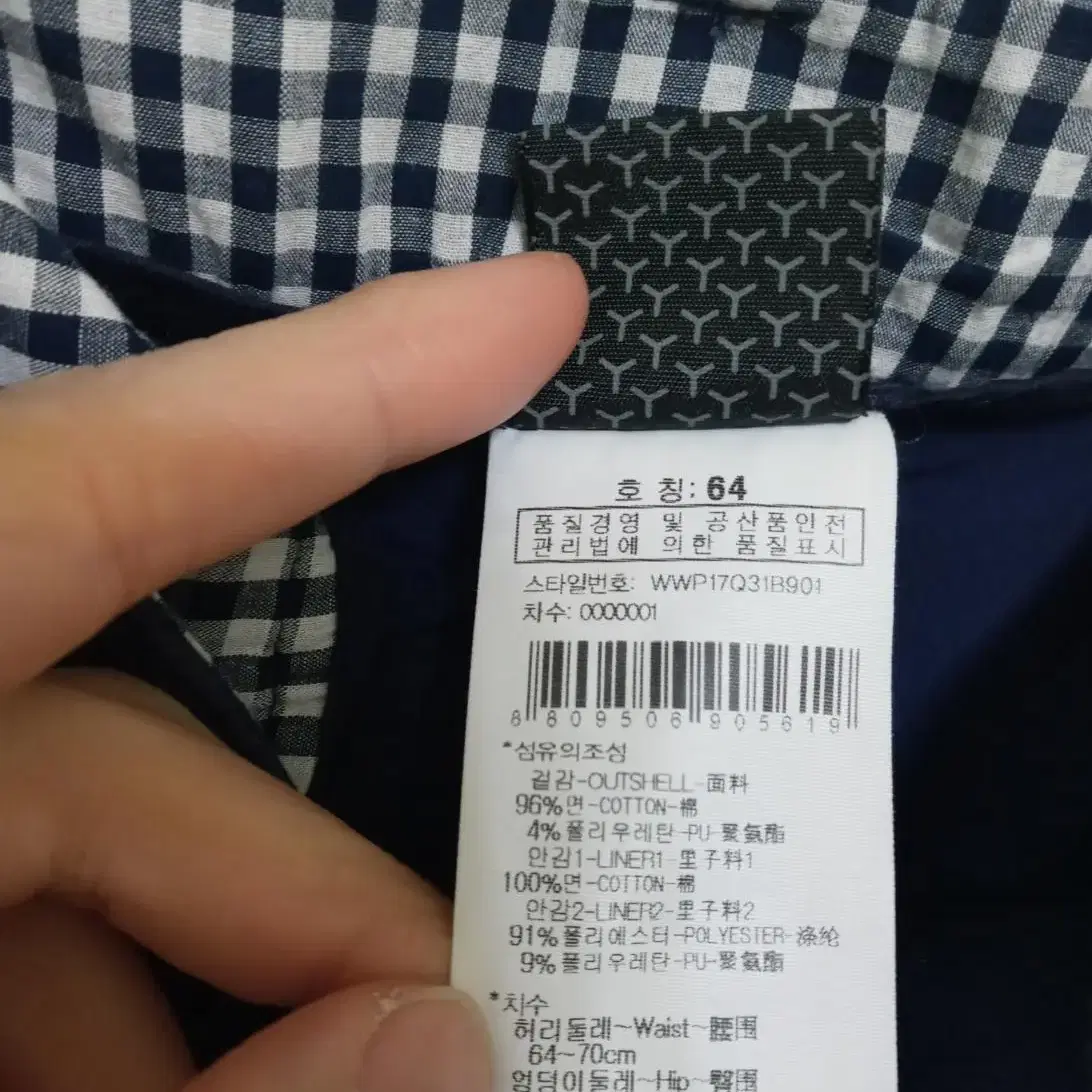 호 칭: 64
품질경영 및 공산품안전
관리법에 의한 품질표시
스타일번호: WWP17Q31B901
차수: 0000001
8 809506 905619
*섬유의조성
겉감-OUTSHELL-面料
96%면-COTTON-棉
4%폴리우레탄-PU-聚氨酯
안감1-LINER1-里子料1
100%면-COTTON-棉
안감2-LINER2-里子料2
91%폴리에스터-POLYESTER-涤纶
9%폴리우레탄-PU-聚氨酯
*치수
허리둘레~Waist~腰围
64~70cm
엉덩이둘레~Hip~臀围